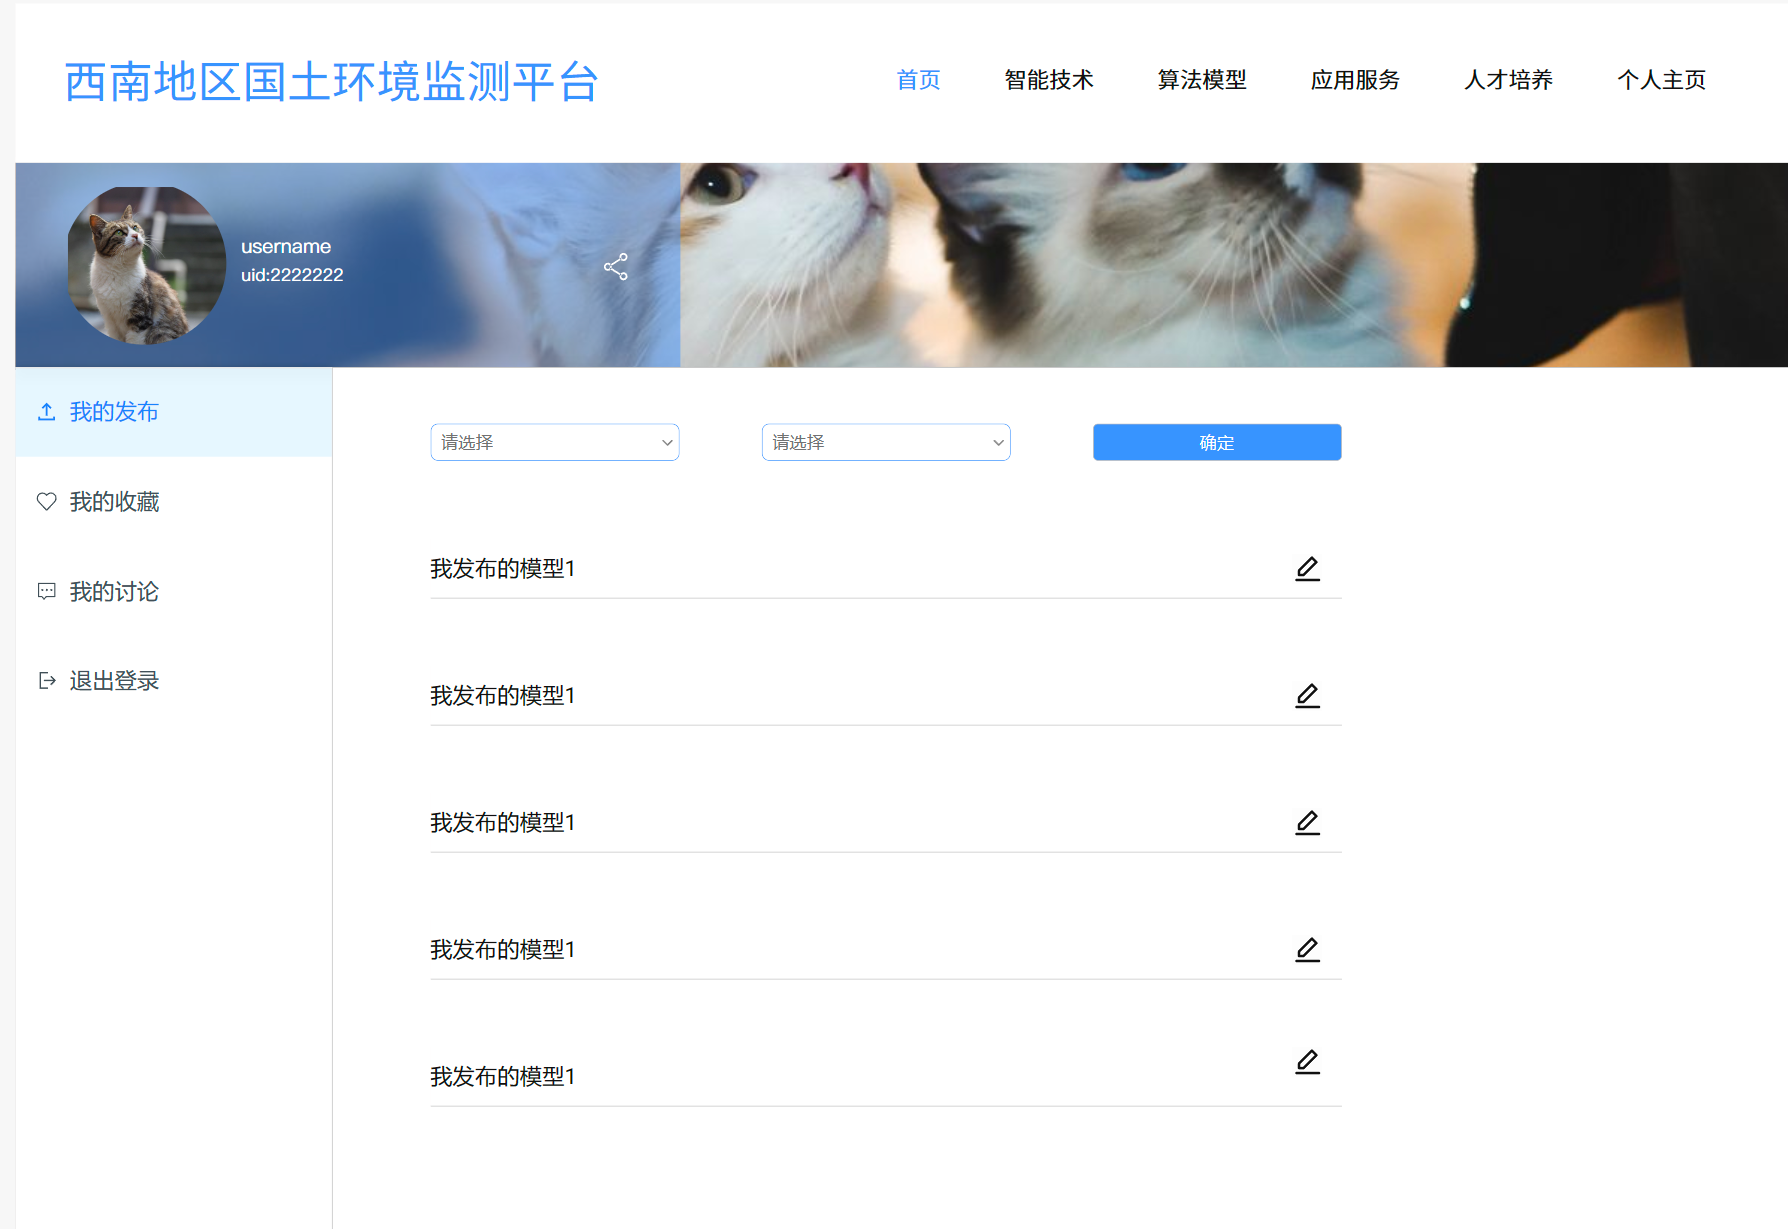 西南地区国土环境监测平台
首页 智能技术 算法模型 应用服务 人才培养 个人主页
username
uid:2222222
我的发布
我的收藏
我的讨论
退出登录
请选择 请选择 确定
我发布的模型1
我发布的模型1
我发布的模型1
我发布的模型1
我发布的模型1